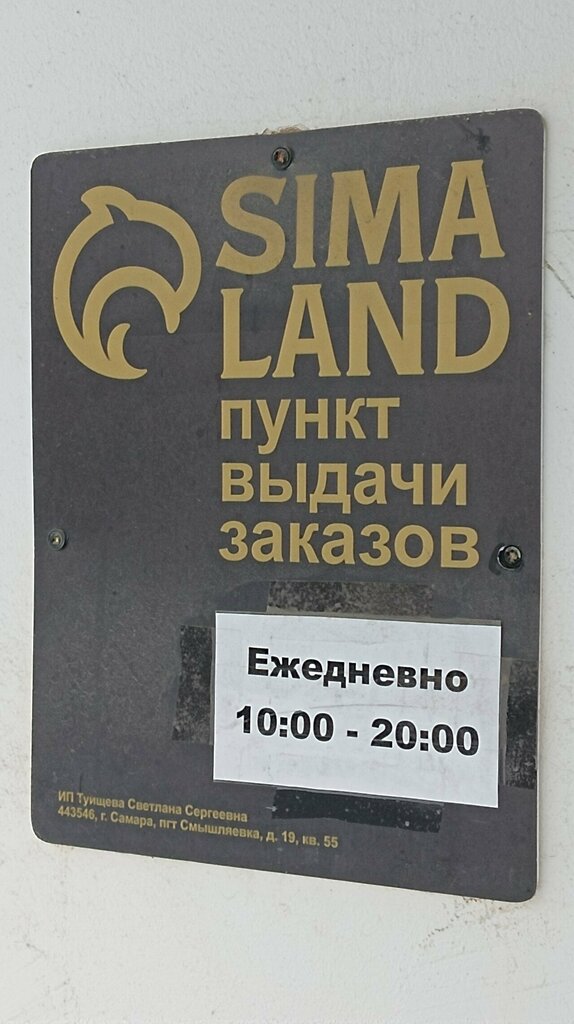 SIMA
LAND
пункт
выдачи
заказов
Ежедневно
10:00 - 20:00
ИП Туищева Светлана Сергеевна
443546, г. Самара, пгт Смышляевка, д. 19, кв. 55